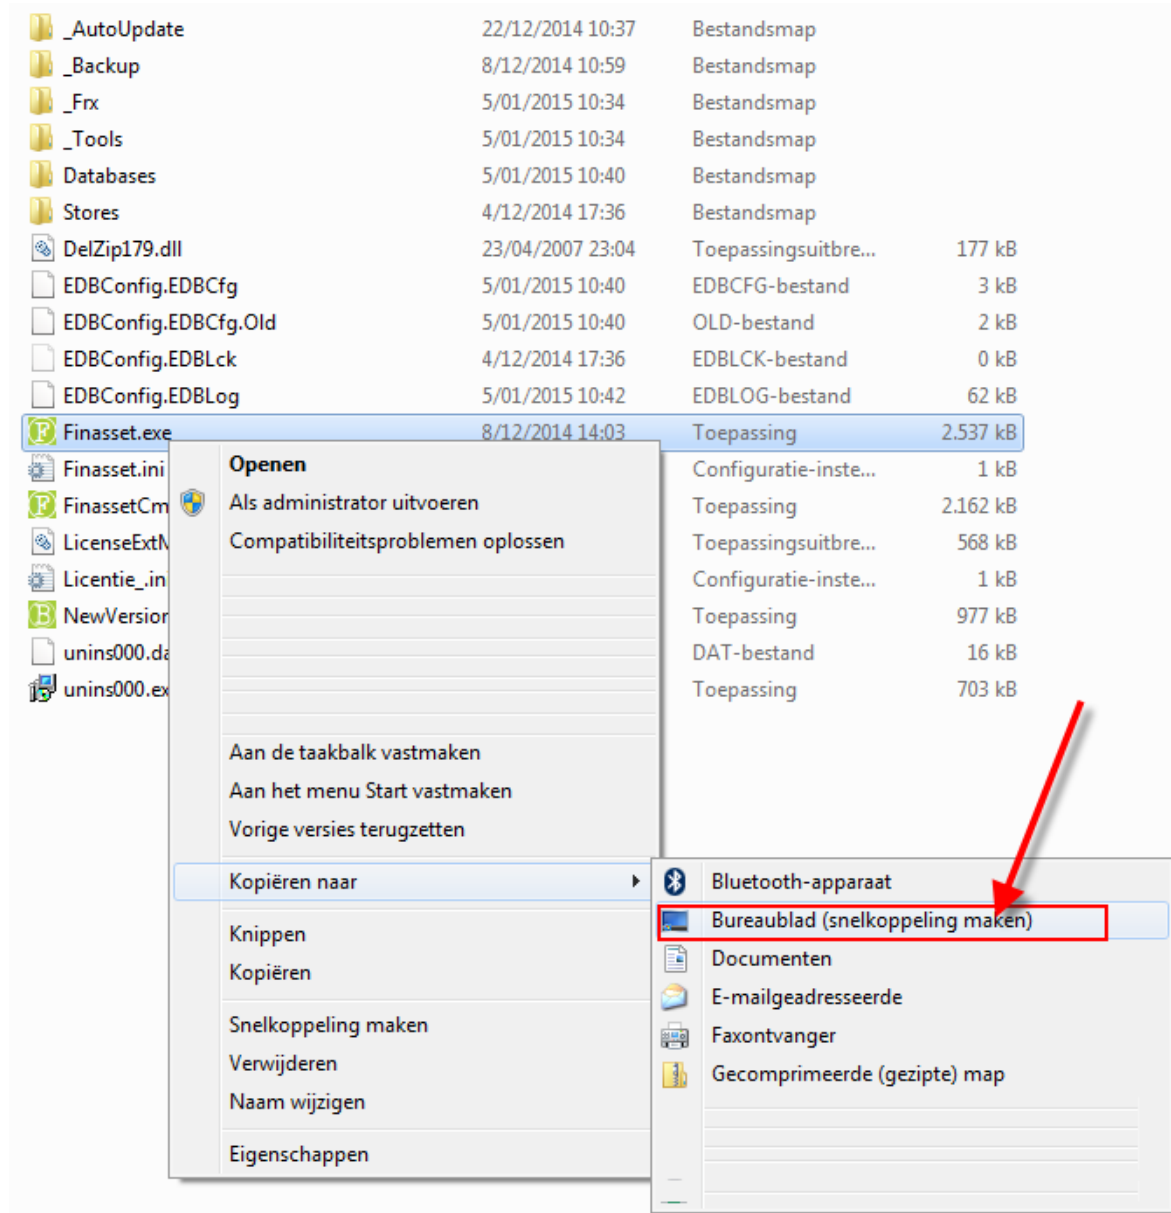 _AutoUpdate 22/12/2014 10:37 Bestandsmap
_Backup 8/12/2014 10:59 Bestandsmap
_Frx 5/01/2015 10:34 Bestandsmap
_Tools 5/01/2015 10:34 Bestandsmap
Databases 5/01/2015 10:40 Bestandsmap
Stores 4/12/2014 17:36 Bestandsmap
DelZip179.dll 23/04/2007 23:04 Toepassingsuitbre... 177 kB
EDBConfig.EDBCfg 5/01/2015 10:40 EDBCFG-bestand 3 kB
EDBConfig.EDBCfg.Old 5/01/2015 10:40 OLD-bestand 2 kB
EDBConfig.EDBLck 4/12/2014 17:36 EDBLCK-bestand 0 kB
EDBConfig.EDBLog 5/01/2015 10:42 EDBLOG-bestand 62 kB
Finasset.exe 8/12/2014 14:03 Toepassing 2.537 kB
Finasset.ini Configuratie-inste... 1 kB
FinassetCm Toepassing 2.162 kB
LicenseExtM Toepassingsuitbre... 568 kB
Licentie_.in Configuratie-inste... 1 kB
NewVersion Toepassing 977 kB
unins000.da DAT-bestand 16 kB
unins000.ex Toepassing 703 kB
Openen
Als administrator uitvoeren
Compatibiliteitsproblemen oplossen
Aan de taakbalk vastmaken
Aan het menu Start vastmaken
Vorige versies terugzetten
Kopiëren naar
Knippen
Kopiëren
Snelkoppeling maken
Verwijderen
Naam wijzigen
Eigenschappen
Bluetooth-apparaat
Bureaublad (snelkoppeling maken)
Documenten
E-mailgeadresseerde
Faxontvanger
Gecomprimeerde (gezipte) map